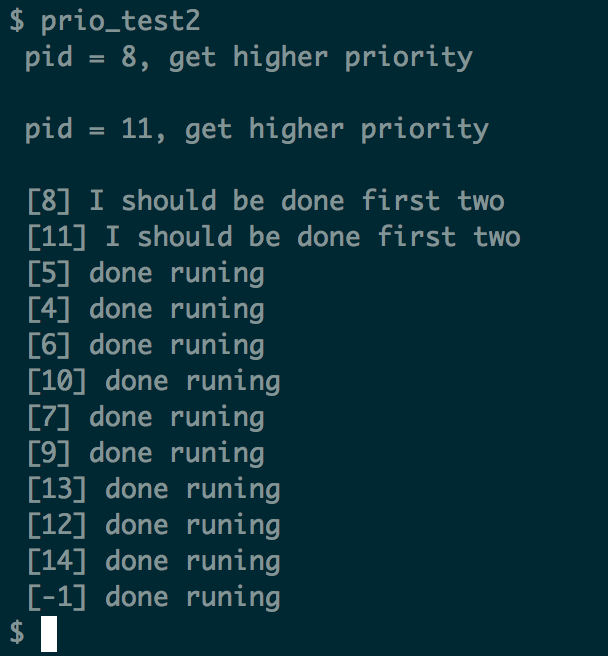 $ prio_test2
pid = 8, get higher priority
pid = 11, get higher priority
[8] I should be done first two
[11] I should be done first two
[5] done runing
[4] done runing
[6] done runing
[10] done runing
[7] done runing
[9] done runing
[13] done runing
[12] done runing
[14] done runing
[-1] done runing
$